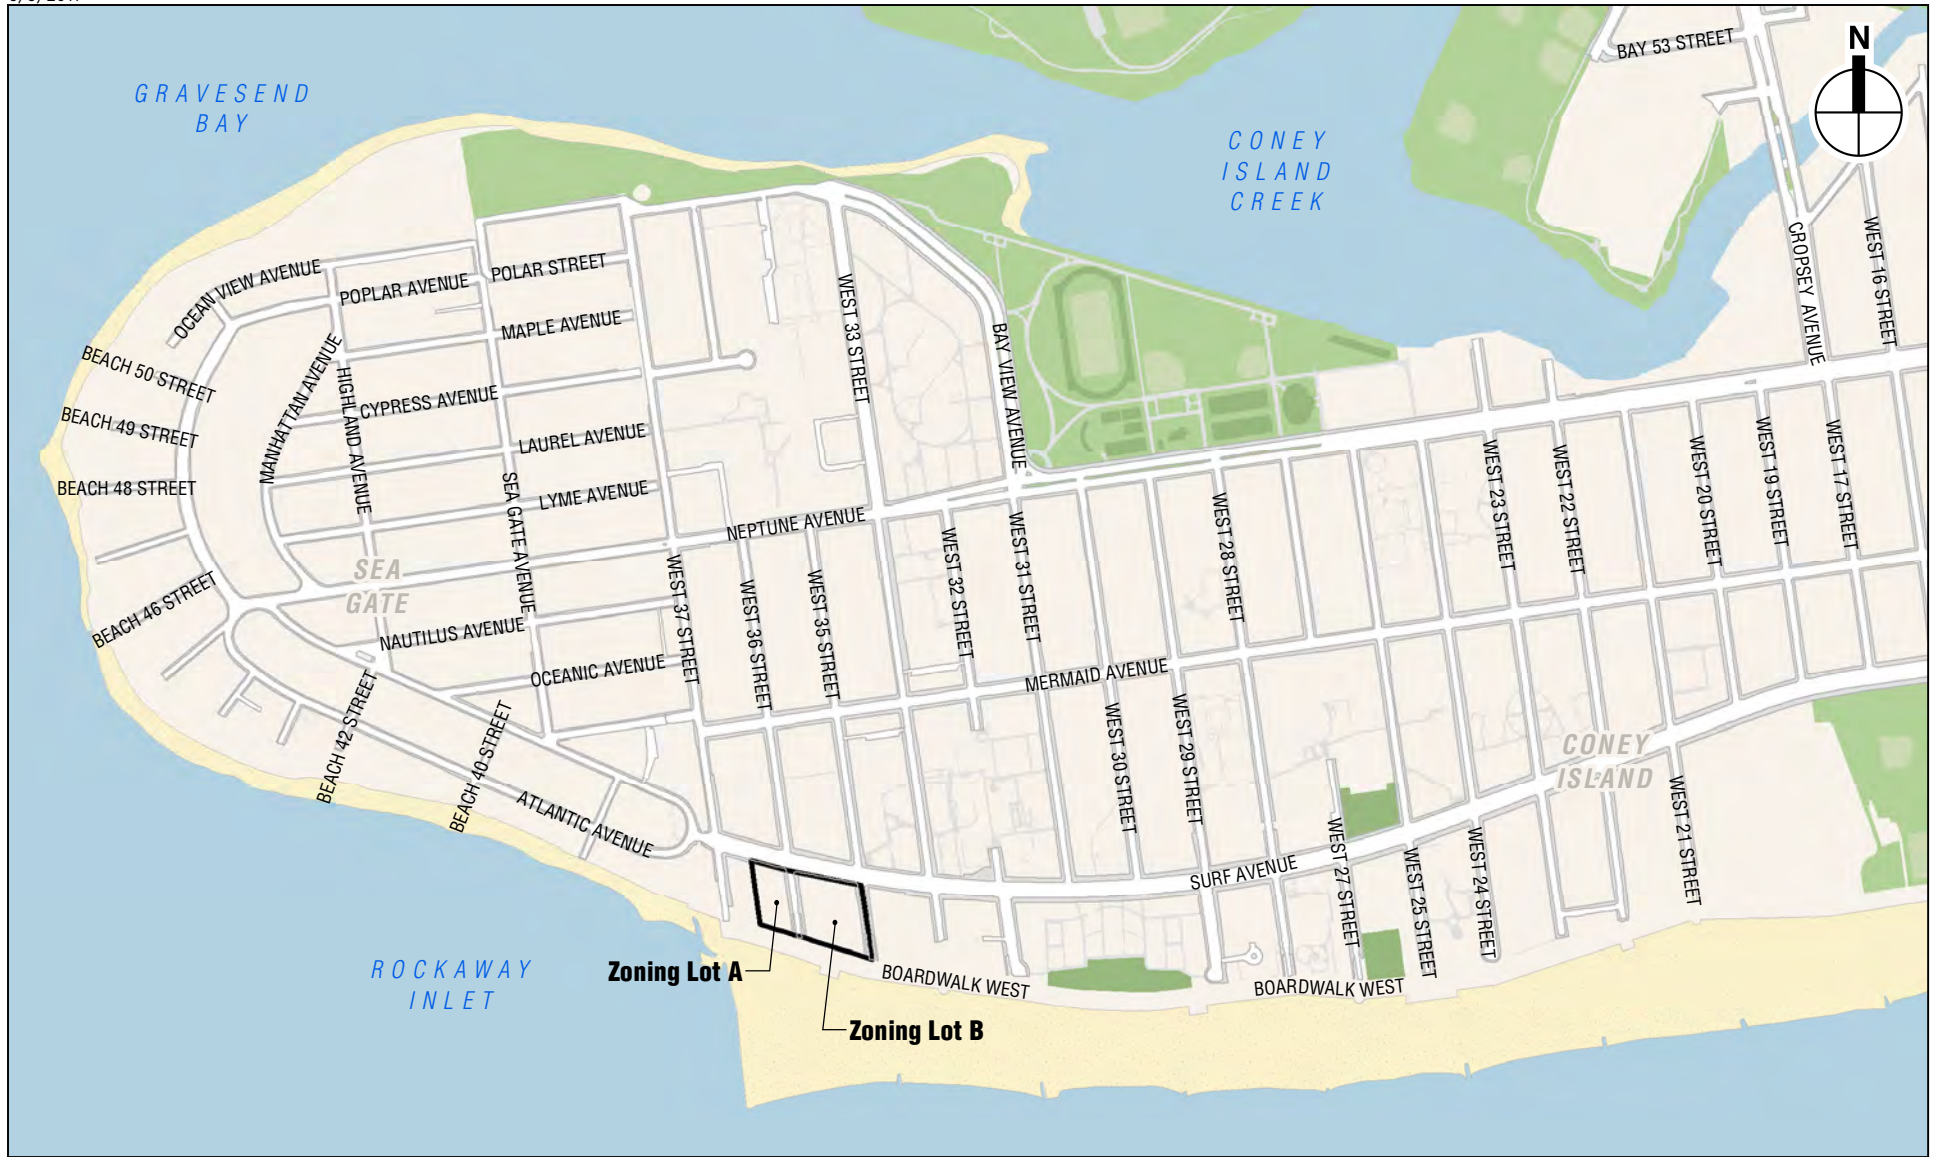 N
BAY 53 STREET
GRAVESEND
BAY
CONEY
ISLAND
CREEK
CROPSEY AVENUE
WEST 16 STREET
OCEAN VIEW AVENUE
POPLAR AVENUE
POLAR STREET
MAPLE AVENUE
WEST 33 STREET
BAY VIEW AVENUE
BEACH 50 STREET
MANHATTAN AVENUE
HIGHLAND AVENUE
CYPRESS AVENUE
BEACH 49 STREET
LAUREL AVENUE
BEACH 48 STREET
SEA GATE AVENUE
LYME AVENUE
NEPTUNE AVENUE
WEST 28 STREET
WEST 23 STREET
WEST 22 STREET
WEST 20 STREET
WEST 19 STREET
WEST 17 STREET
SEA
GATE
BEACH 46 STREET
WEST 37 STREET
WEST 36 STREET
WEST 35 STREET
WEST 32 STREET
WEST 31 STREET
NAUTILUS AVENUE
OCEANIC AVENUE
MERMAID AVENUE
BEACH 42 STREET
BEACH 40 STREET
WEST 30 STREET
WEST 29 STREET
CONEY
ISLAND
ATLANTIC AVENUE
SURF AVENUE
WEST 27 STREET
WEST 25 STREET
WEST 24 STREET
WEST 21 STREET
ROCKAWAY
INLET
Zoning Lot A
BOARDWALK WEST
BOARDWALK WEST
Zoning Lot B